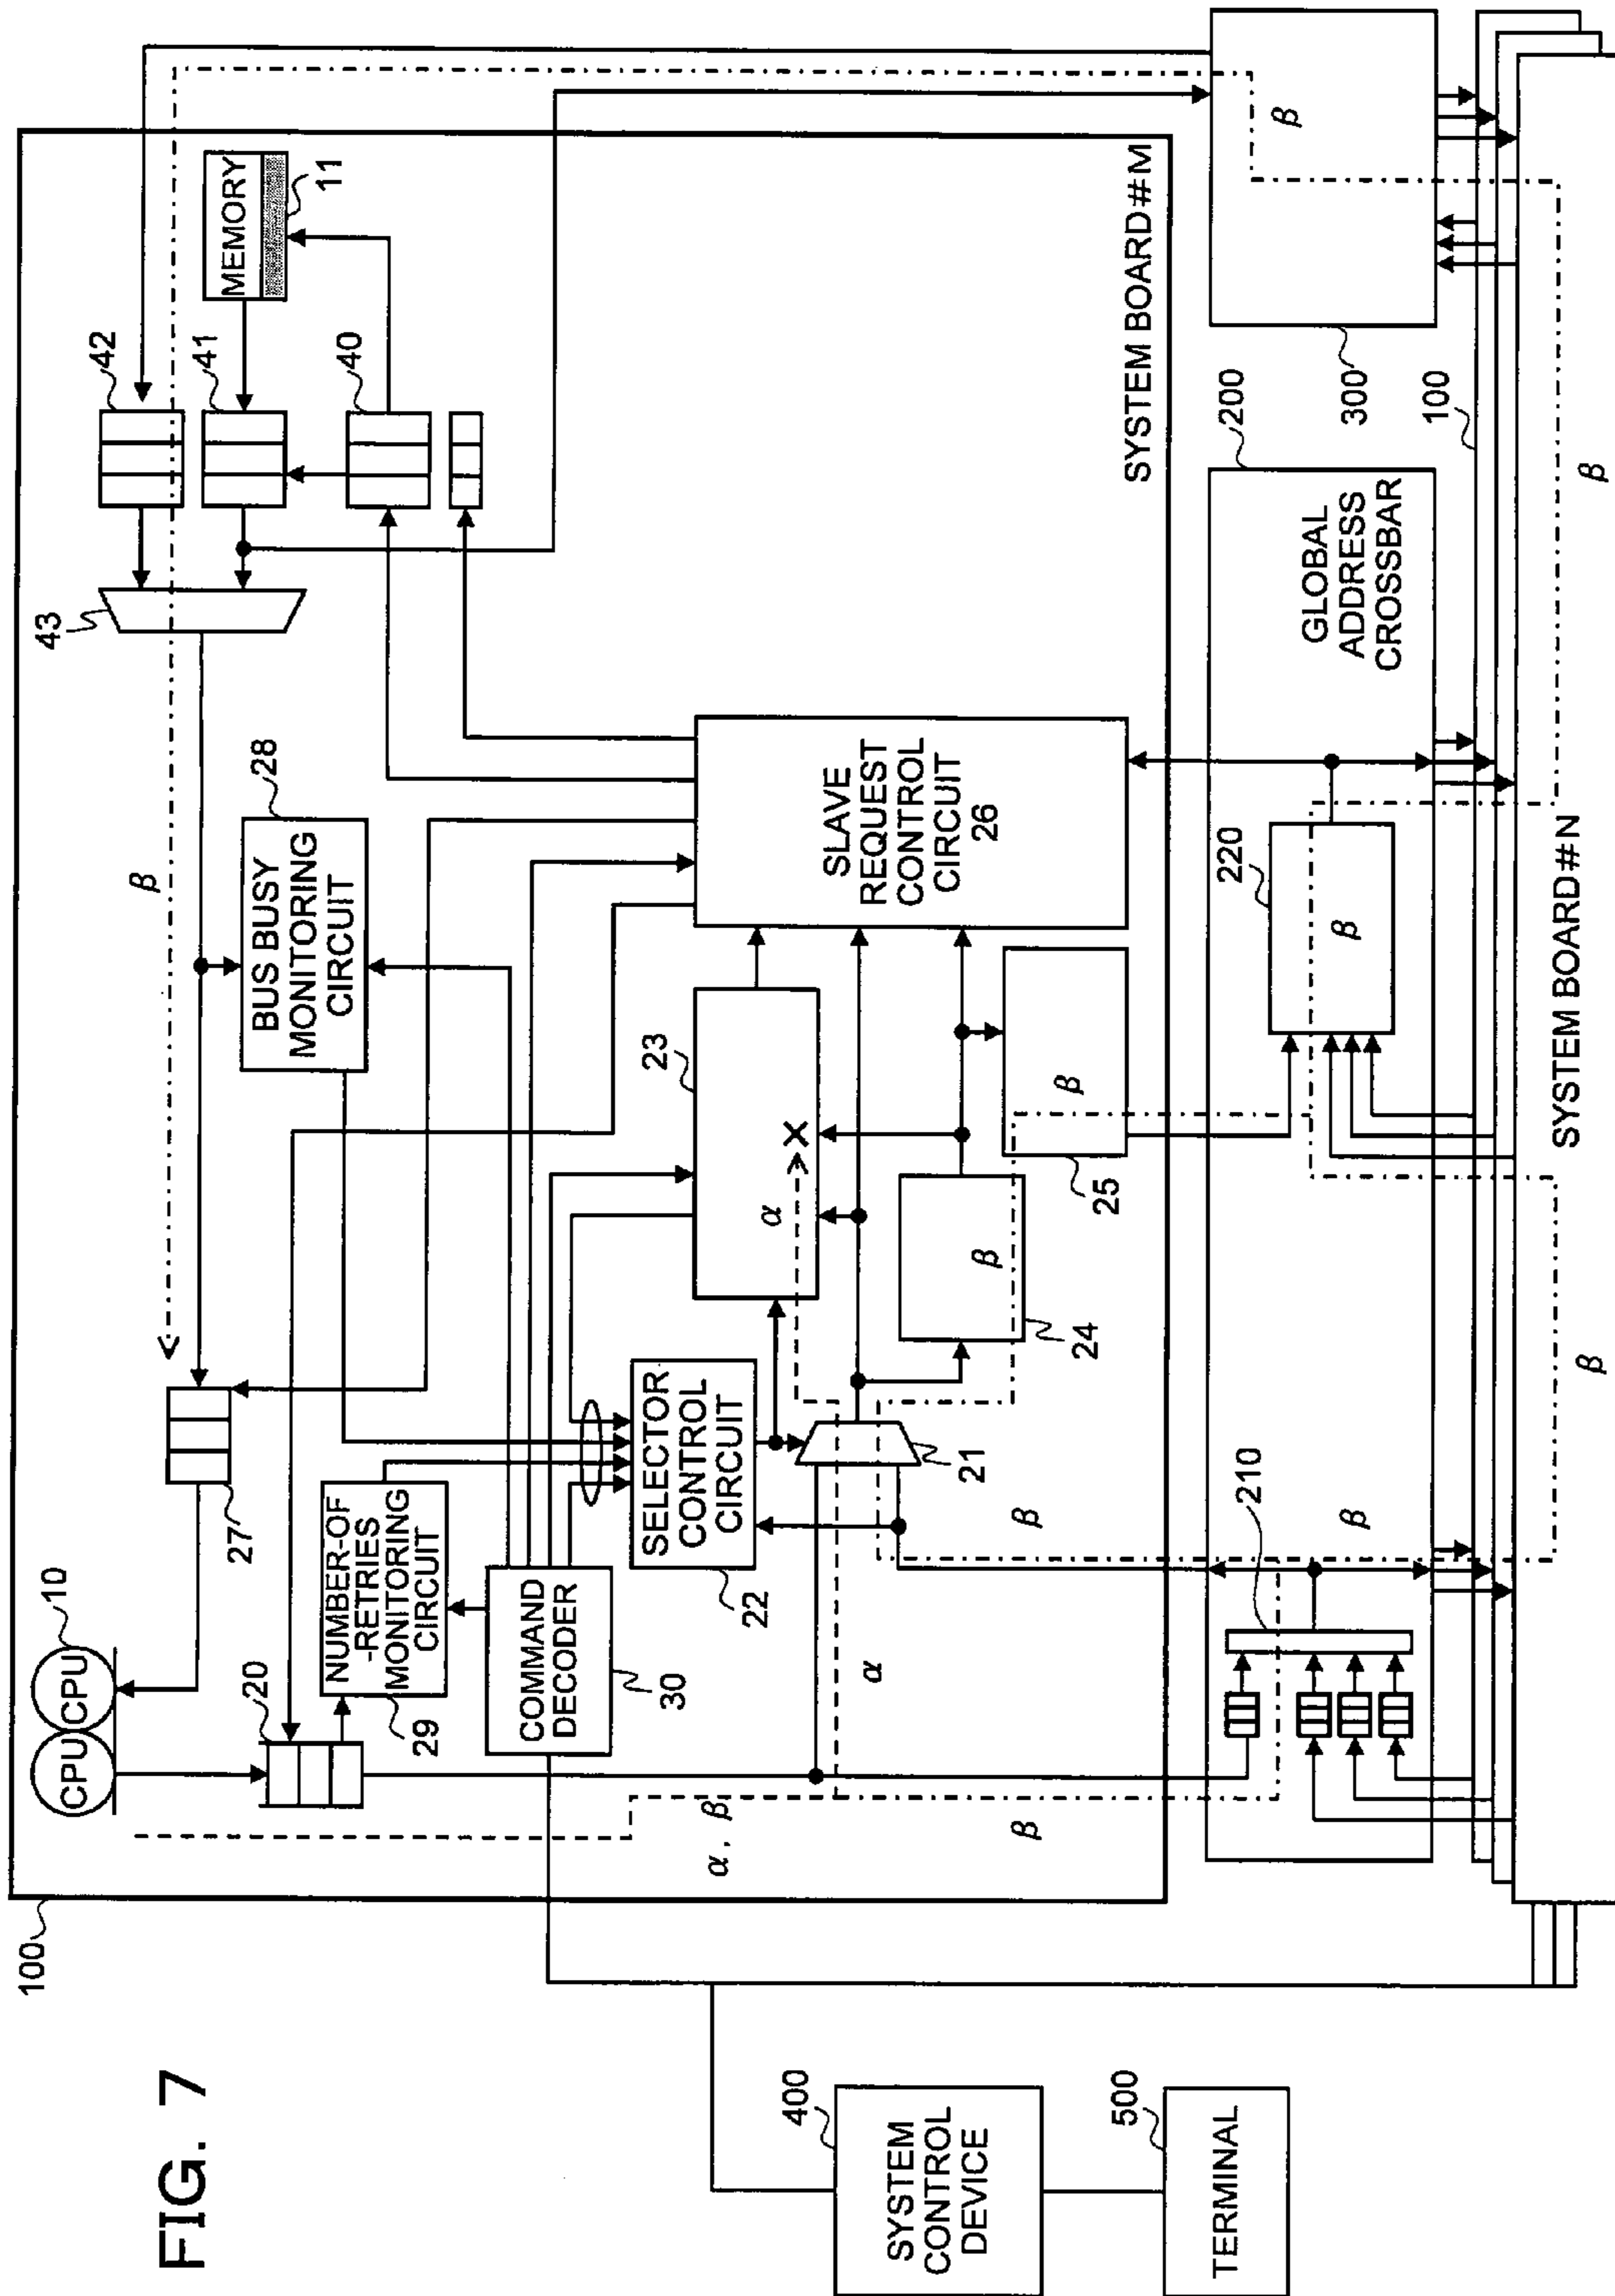 FIG. 7
100
CPU
CPU
10
20
27
NUMBER-OF
-RETRIES
MONITORING
CIRCUIT
29
COMMAND
DECODER
30
SELECTOR
CONTROL
CIRCUIT
22
21
BUS BUSY
MONITORING
CIRCUIT
28
β
43
42
41
40
MEMORY
11
23
α
X
β
24
β
25
SLAVE
REQUEST
CONTROL
CIRCUIT
26
α, β
α
β
β
SYSTEM BOARD#M
210
β
220
β
GLOBAL
ADDRESS
CROSSBAR
200
300
β
100
β
SYSTEM BOARD#N
β
400
SYSTEM
CONTROL
DEVICE
500
TERMINAL